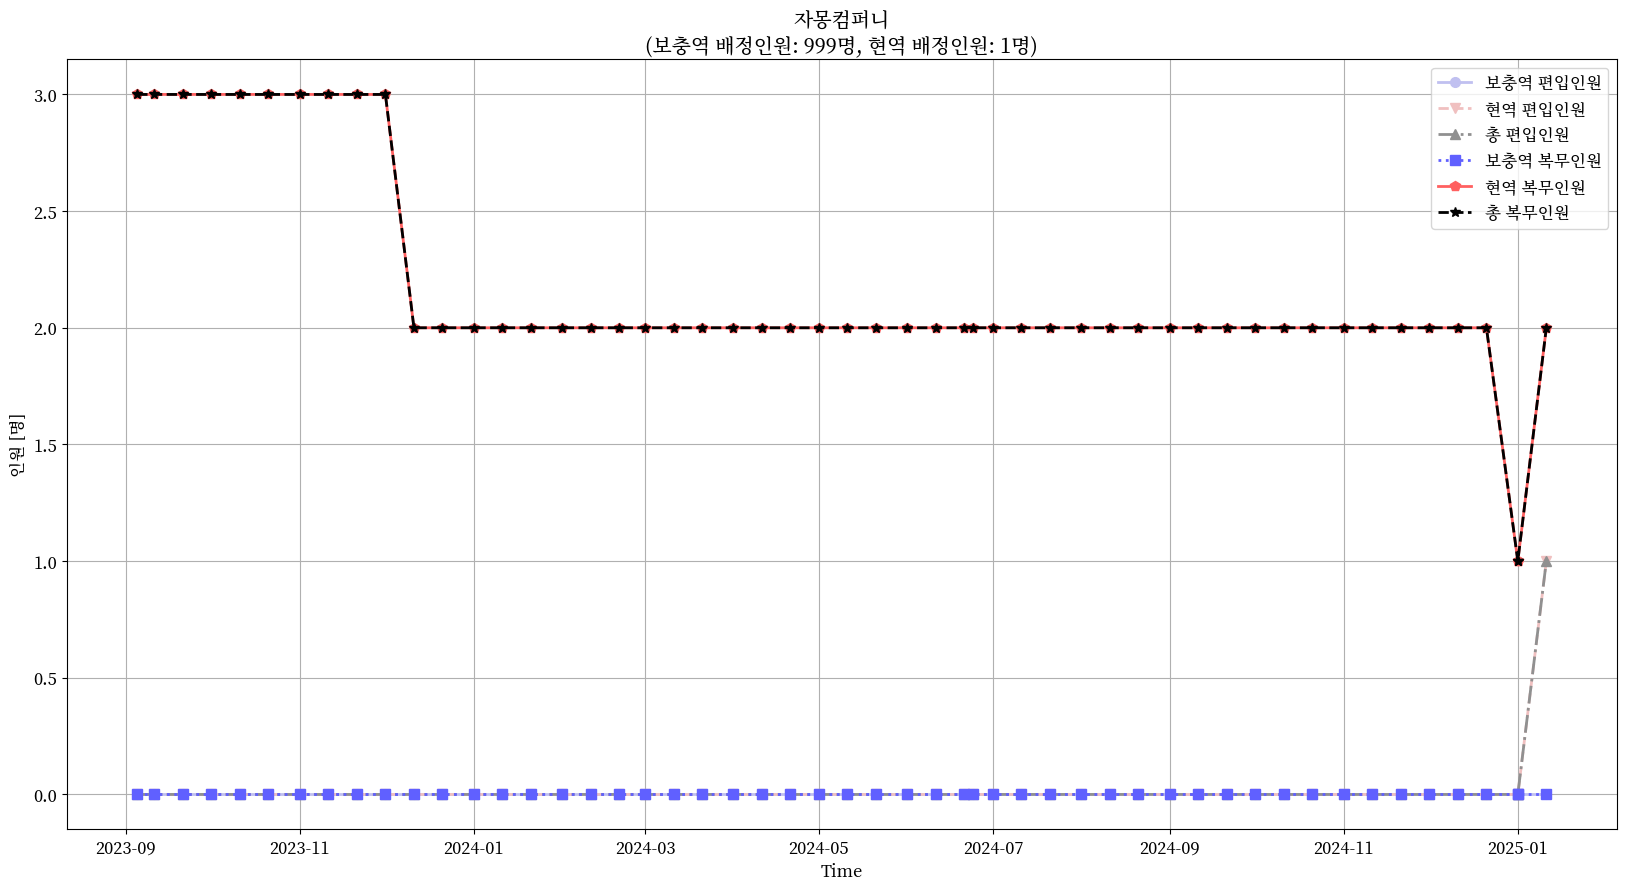 자몽컴퍼니
(보충역 배정인원: 999명, 현역 배정인원: 1명)
보충역 편입인원
현역 편입인원
총 편입인원
보충역 복무인원
현역 복무인원
총 복무인원
인원 [명]
3.0
2.5
2.0
1.5
1.0
0.5
0.0
2023-09
2023-11
2024-01
2024-03
2024-05
2024-07
2024-09
2024-11
2025-01
Time